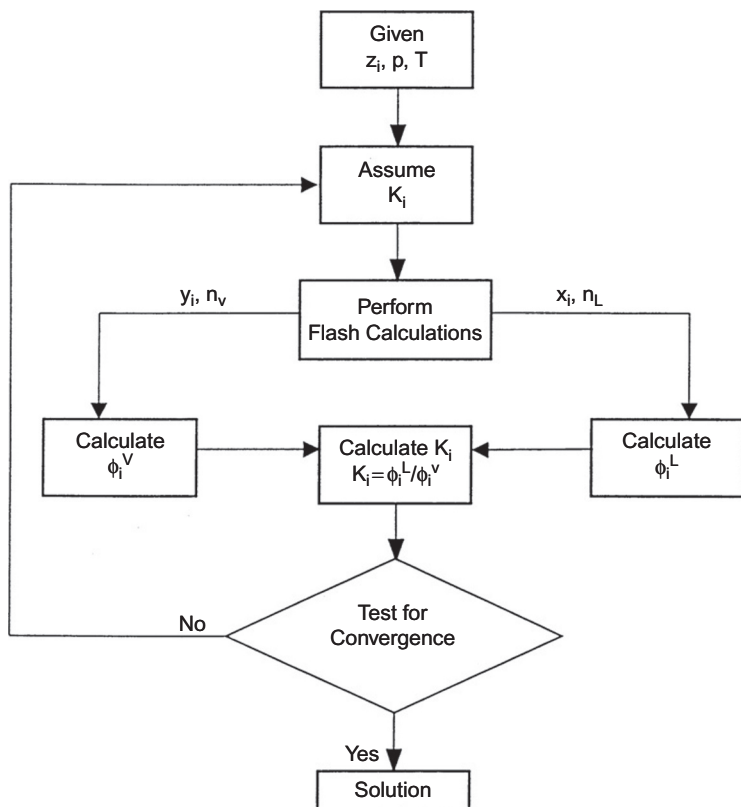 Given
zᵢ, p, T
Assume
Kᵢ
yᵢ, nᵥ
Perform
Flash Calculations
xᵢ, n_L
Calculate
ϕᵢⱽ
Calculate Kᵢ
Kᵢ=ϕᵢᴸ/ϕᵢᵛ
Calculate
ϕᵢᴸ
Test for
Convergence
No
Yes
Solution